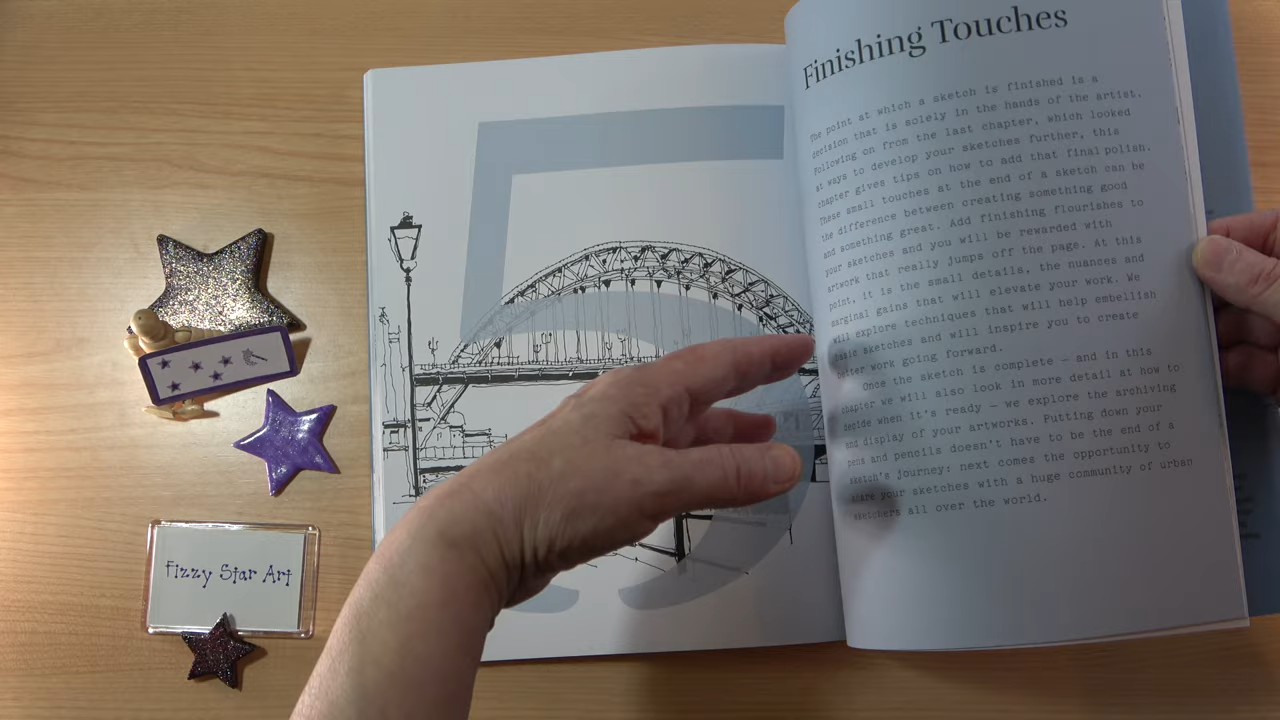 Finishing Touches
The point at which a sketch is finished is a
decision that is solely in the hands of the artist.
Following on from the last chapter, which looked
at ways to develop your sketches further, this
chapter gives tips on how to add that final polish.
These small touches at the end of a sketch can be
the difference between creating something good
and something great. Add finishing flourishes to
your sketches and you will be rewarded with
artwork that really jumps off the page. At this
point, it is the small details, the nuances and
marginal gains that will elevate your work. We
will explore techniques that will help embellish
basic sketches and will inspire you to create
better work going forward.
Once the sketch is complete — and in this
chapter we will also look in more detail at how to
decide when it's ready — we explore the archiving
and display of your artworks. Putting down your
pens and pencils doesn't have to be the end of a
sketch's journey: next comes the opportunity to
share your sketches with a huge community of urban
sketchers all over the world.
5
Fizzy Star Art